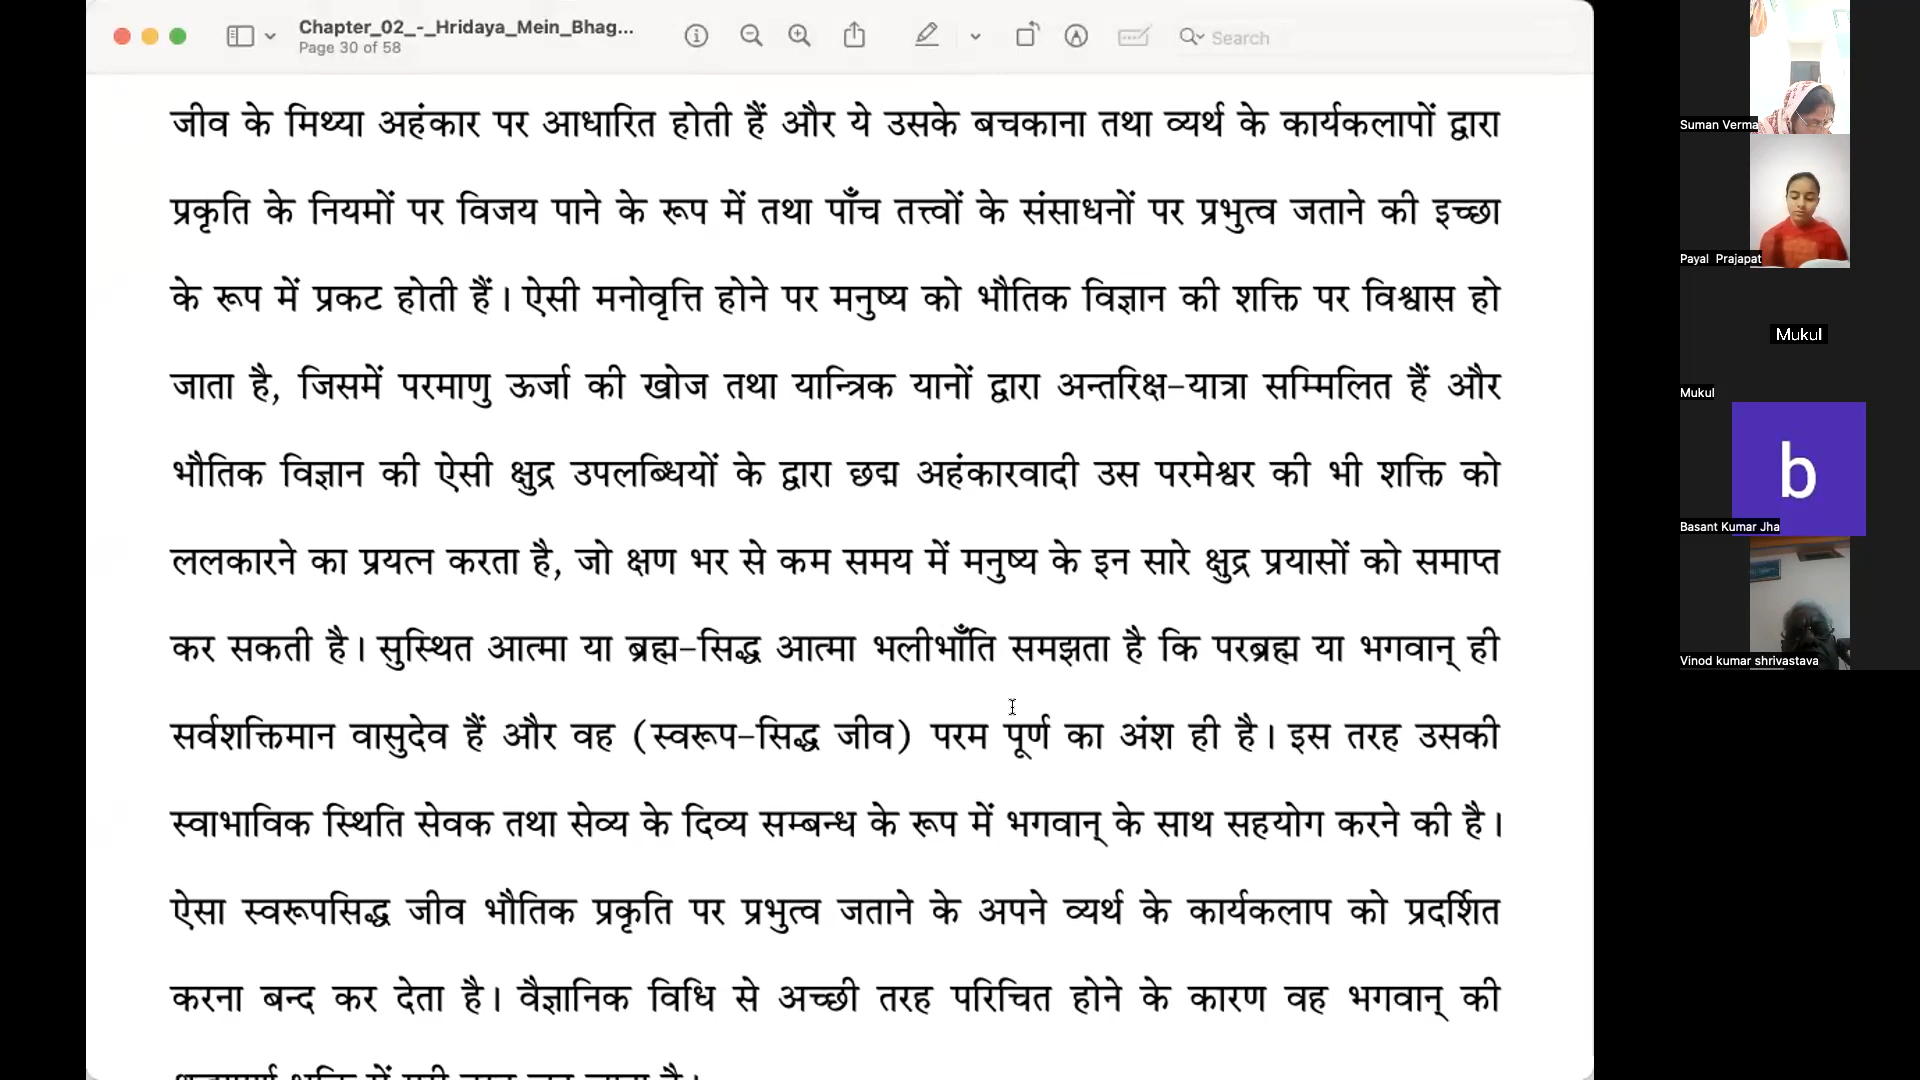 Chapter_02_-_Hridaya_Mein_Bhag...
Page 30 of 58
Search
जीव के मिथ्या अहंकार पर आधारित होती हैं और ये उसके बचकाना तथा व्यर्थ के कार्यकलापों द्वारा
प्रकृति के नियमों पर विजय पाने के रूप में तथा पाँच तत्त्वों के संसाधनों पर प्रभुत्व जताने की इच्छा
के रूप में प्रकट होती हैं। ऐसी मनोवृत्ति होने पर मनुष्य को भौतिक विज्ञान की शक्ति पर विश्वास हो
जाता है, जिसमें परमाणु ऊर्जा की खोज तथा यान्त्रिक यानों द्वारा अन्तरिक्ष-यात्रा सम्मिलित हैं और
भौतिक विज्ञान की ऐसी क्षुद्र उपलब्धियों के द्वारा छद्म अहंकारवादी उस परमेश्वर की भी शक्ति को
ललकारने का प्रयत्न करता है, जो क्षण भर से कम समय में मनुष्य के इन सारे क्षुद्र प्रयासों को समाप्त
कर सकती है। सुस्थित आत्मा या ब्रह्म-सिद्ध आत्मा भलीभाँति समझता है कि परब्रह्म या भगवान् ही
सर्वशक्तिमान वासुदेव हैं और वह (स्वरूप-सिद्ध जीव) परम पूर्ण का अंश ही है। इस तरह उसकी
स्वाभाविक स्थिति सेवक तथा सेव्य के दिव्य सम्बन्ध के रूप में भगवान् के साथ सहयोग करने की है।
ऐसा स्वरूपसिद्ध जीव भौतिक प्रकृति पर प्रभुत्व जताने के अपने व्यर्थ के कार्यकलाप को प्रदर्शित
करना बन्द कर देता है। वैज्ञानिक विधि से अच्छी तरह परिचित होने के कारण वह भगवान् की
Suman Verma
Payal Prajapat
Mukul
Mukul
b
Basant Kumar Jha
Vinod kumar shrivastava